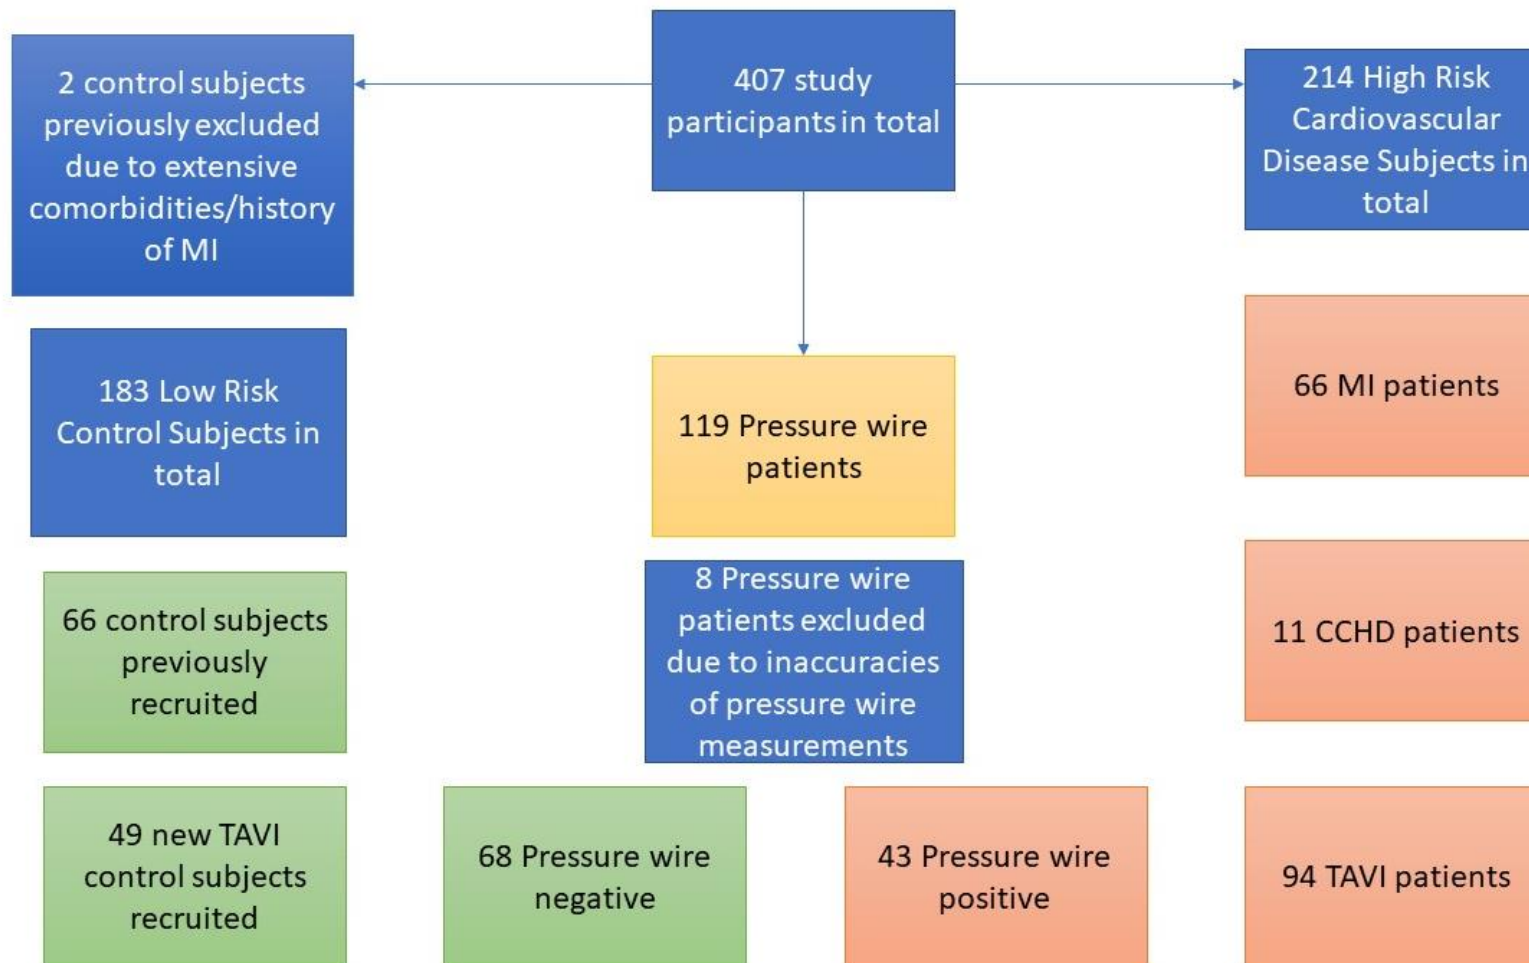 2 control subjects
previously excluded
due to extensive
comorbidities/history
of MI
407 study
participants in total
214 High Risk
Cardiovascular
Disease Subjects in
total
183 Low Risk
Control Subjects in
total
119 Pressure wire
patients
66 MI patients
66 control subjects
previously
recruited
8 Pressure wire
patients excluded
due to inaccuracies
of pressure wire
measurements
11 CCHD patients
49 new TAVI
control subjects
recruited
68 Pressure wire
negative
43 Pressure wire
positive
94 TAVI patients